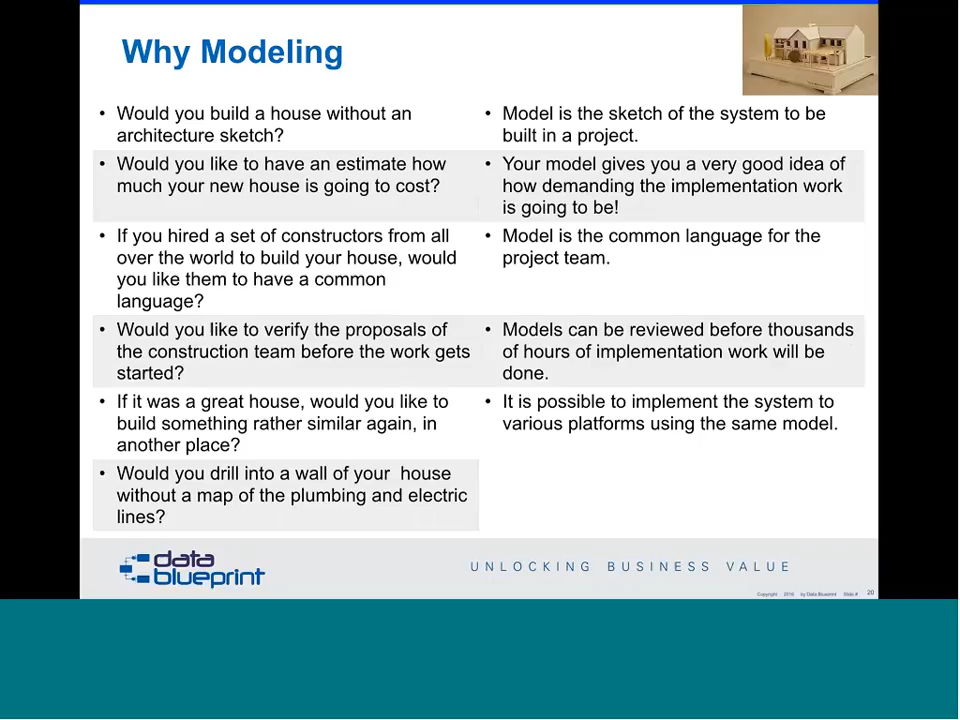 Why Modeling
• Would you build a house without an
architecture sketch?
• Model is the sketch of the system to be
built in a project.
• Would you like to have an estimate how
much your new house is going to cost?
• Your model gives you a very good idea of
how demanding the implementation work
is going to be!
• If you hired a set of constructors from all
over the world to build your house, would
you like them to have a common
language?
• Model is the common language for the
project team.
• Would you like to verify the proposals of
the construction team before the work gets
started?
• Models can be reviewed before thousands
of hours of implementation work will be
done.
• If it was a great house, would you like to
build something rather similar again, in
another place?
• It is possible to implement the system to
various platforms using the same model.
• Would you drill into a wall of your house
without a map of the plumbing and electric
lines?
data
blueprint
UNLOCKING BUSINESS VALUE
Copyright 2016 by Data Blueprint Slide # 20